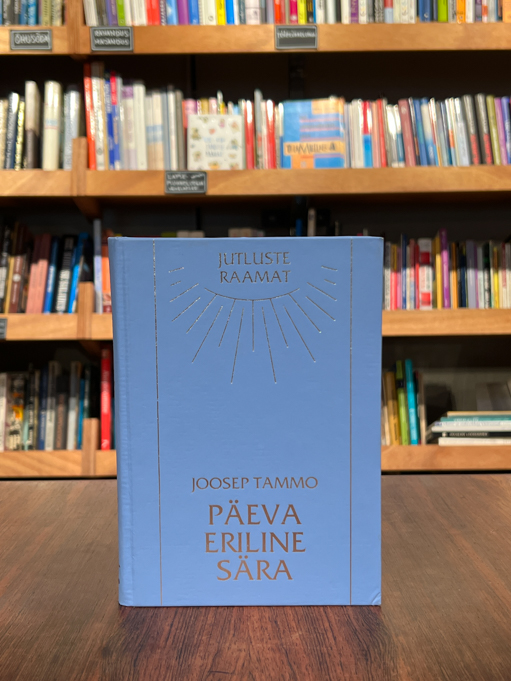 JUTLUSTE
RAAMAT
JOOSEP TAMMO
PÄEVA
ERILINE
SÄRA